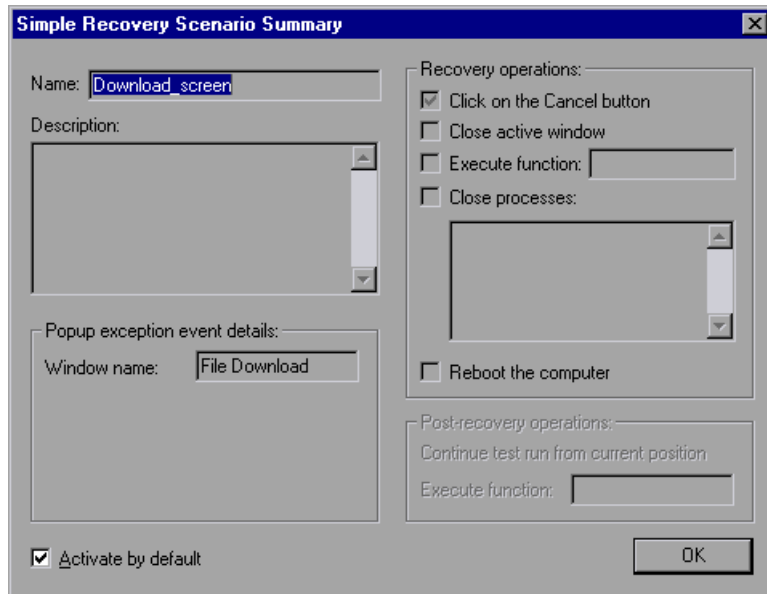 Simple Recovery Scenario Summary
Name: Download_screen
Description:
Popup exception event details:
Window name: File Download
Activate by default
Recovery operations:
Click on the Cancel button
Close active window
Execute function:
Close processes:
Reboot the computer
Post-recovery operations:
Continue test run from current position
Execute function:
OK